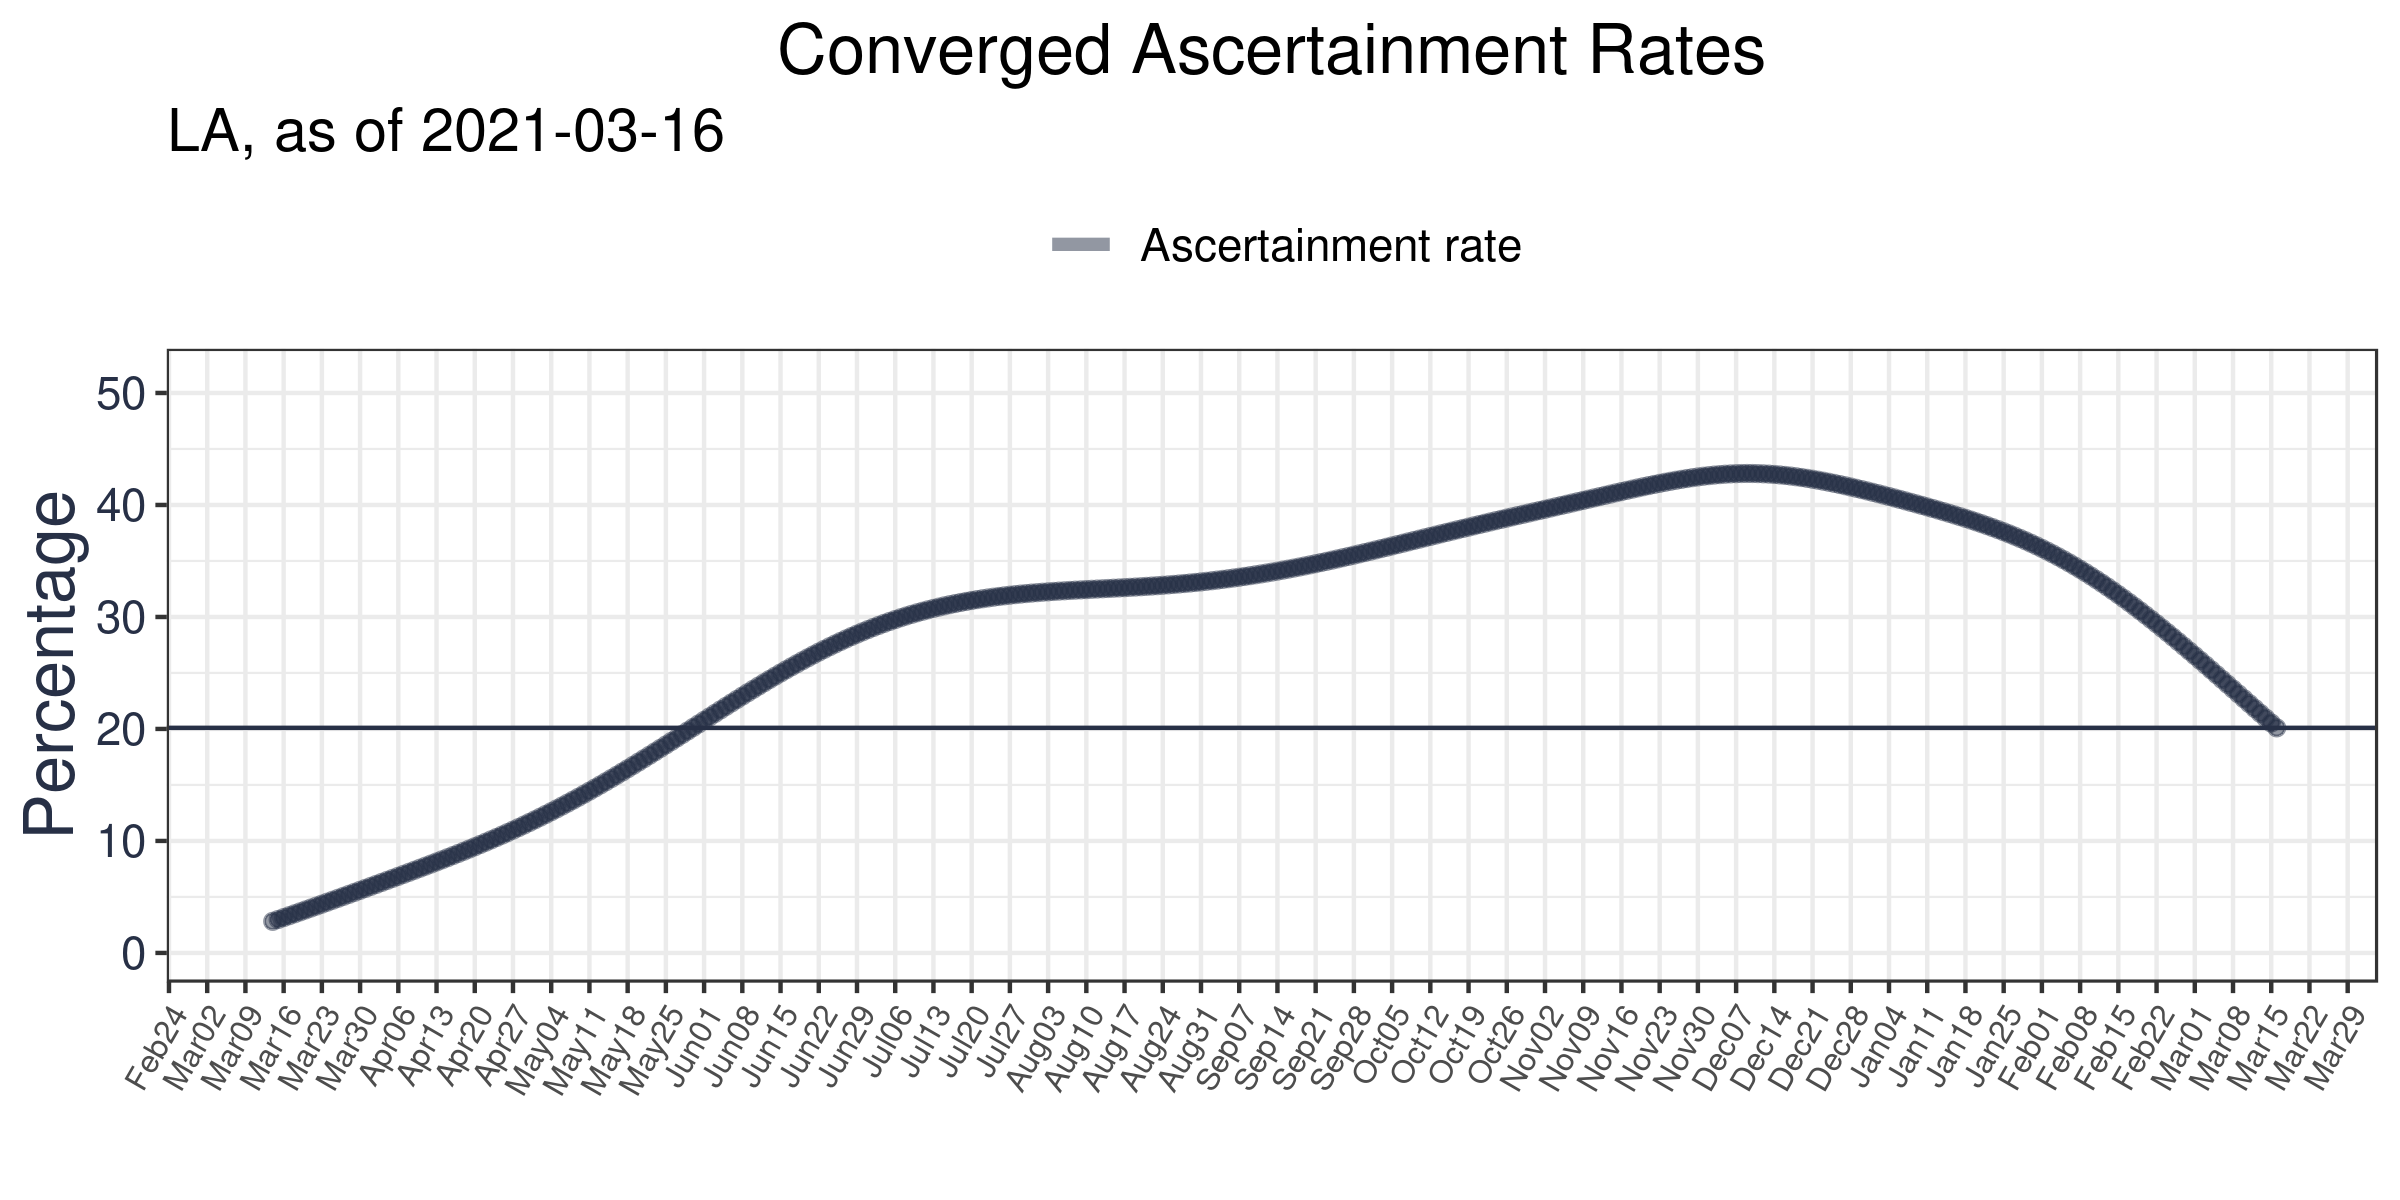 Converged Ascertainment Rates
LA, as of 2021-03-16
Ascertainment rate
Percentage
50
40
30
20
10
0
Feb24
Mar02
Mar09
Mar16
Mar23
Mar30
Apr06
Apr13
Apr20
Apr27
May04
May11
May18
May25
Jun01
Jun08
Jun15
Jun22
Jun29
Jul06
Jul13
Jul20
Jul27
Aug03
Aug10
Aug17
Aug24
Aug31
Sep07
Sep14
Sep21
Sep28
Oct05
Oct12
Oct19
Oct26
Nov02
Nov09
Nov16
Nov23
Nov30
Dec07
Dec14
Dec21
Dec28
Jan04
Jan11
Jan18
Jan25
Feb01
Feb08
Feb15
Feb22
Mar01
Mar08
Mar15
Mar22
Mar29